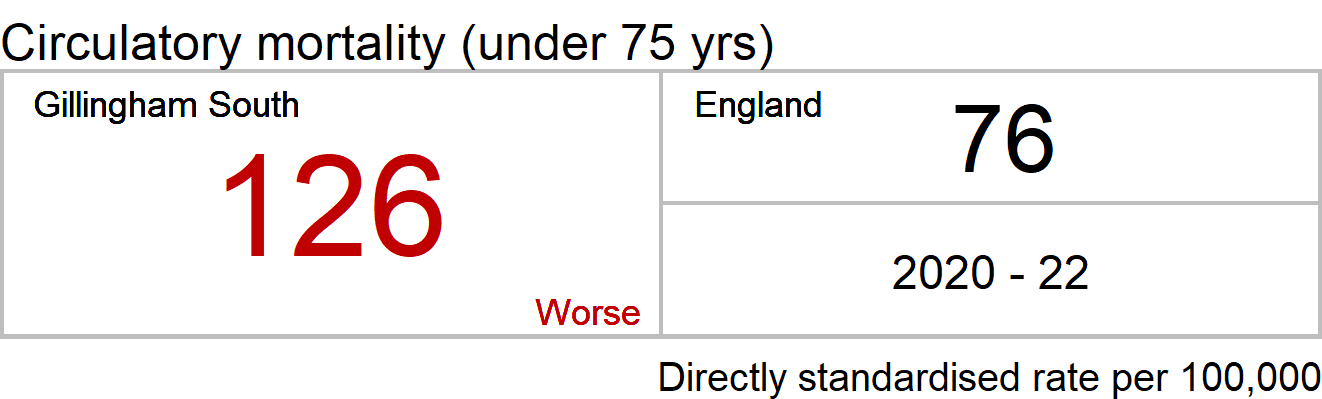 Circulatory mortality (under 75 yrs)
Gillingham South
126
Worse
England
76
2020 - 22
Directly standardised rate per 100,000